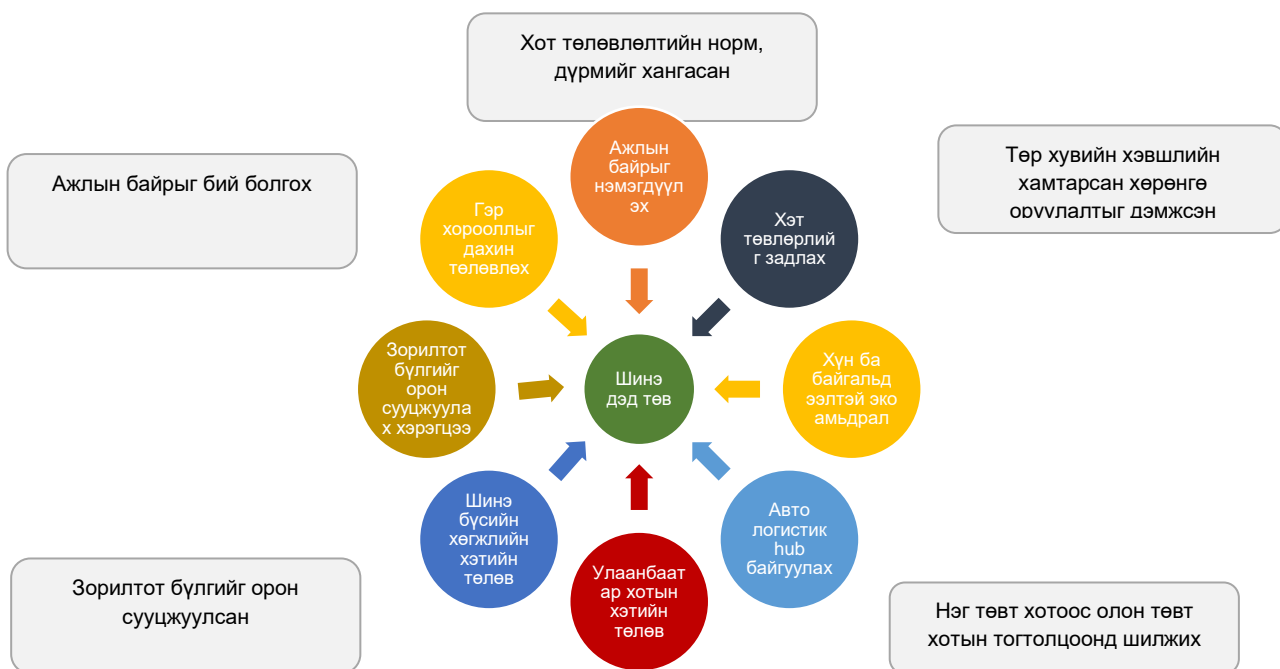 Хот төлөвлөлтийн норм,
дүрмийг хангасан
Ажлын байрыг бий болгох
Төр хувийн хэвшлийн
хамтарсан хөрөнгө
оруулалтыг дэмжсэн
Ажлын
байрыг
нэмэгдүүл
эх
Гэр
хорооллыг
дахин
төлөвлөх
Хэт
төвлөрлий
г задлах
Зорилтот
бүлгийг
орон
сууцжуула
х хэрэгцээ
Шинэ
дэд төв
Хүн ба
байгальд
ээлтэй эко
амьдрал
Шинэ
бүсийн
хөгжлийн
хэтийн
төлөв
Улаанбаат
ар хотын
хэтийн
төлөв
Авто
логистик
hub
байгуулах
Зорилтот бүлгийг орон
сууцжуулсан
Нэг төвт хотоос олон төвт
хотын тогтолцоонд шилжих